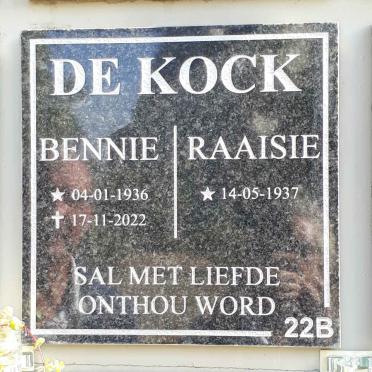 DE KOCK
BENNIE
★ 04-01-1936
✝ 17-11-2022
RAAISIE
★ 14-05-1937
SAL MET LIEFDE
ONTHOU WORD
22B